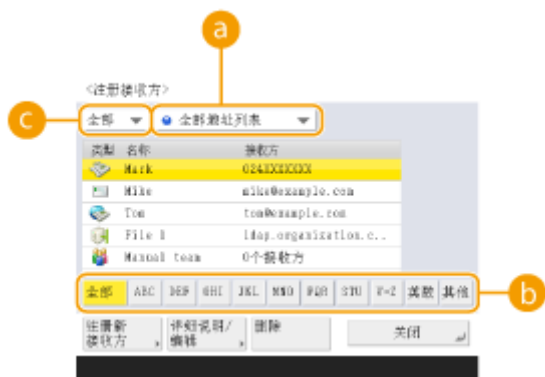 a
<注册接收方>
c
全部 全部地址列表
类型 名称 接收方
Mark 024XXXXXXX
Mike mike@example.com
Tom tom@example.com
File 1 ldap.organization.c..
Manual team 0个接收方
全部 ABC DEF GHI JKL MNO PQR STU V-Z 英数 其他
b
注册新接收方 详细说明/编辑 删除 关闭